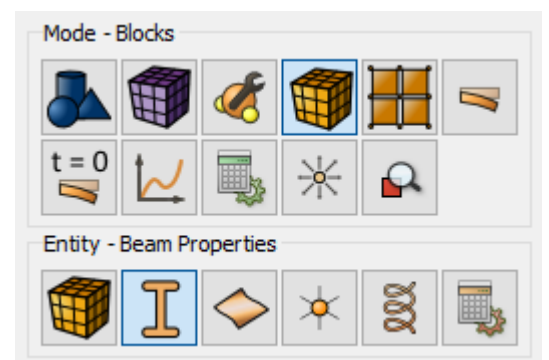 Mode - Blocks
t = 0
Entity - Beam Properties